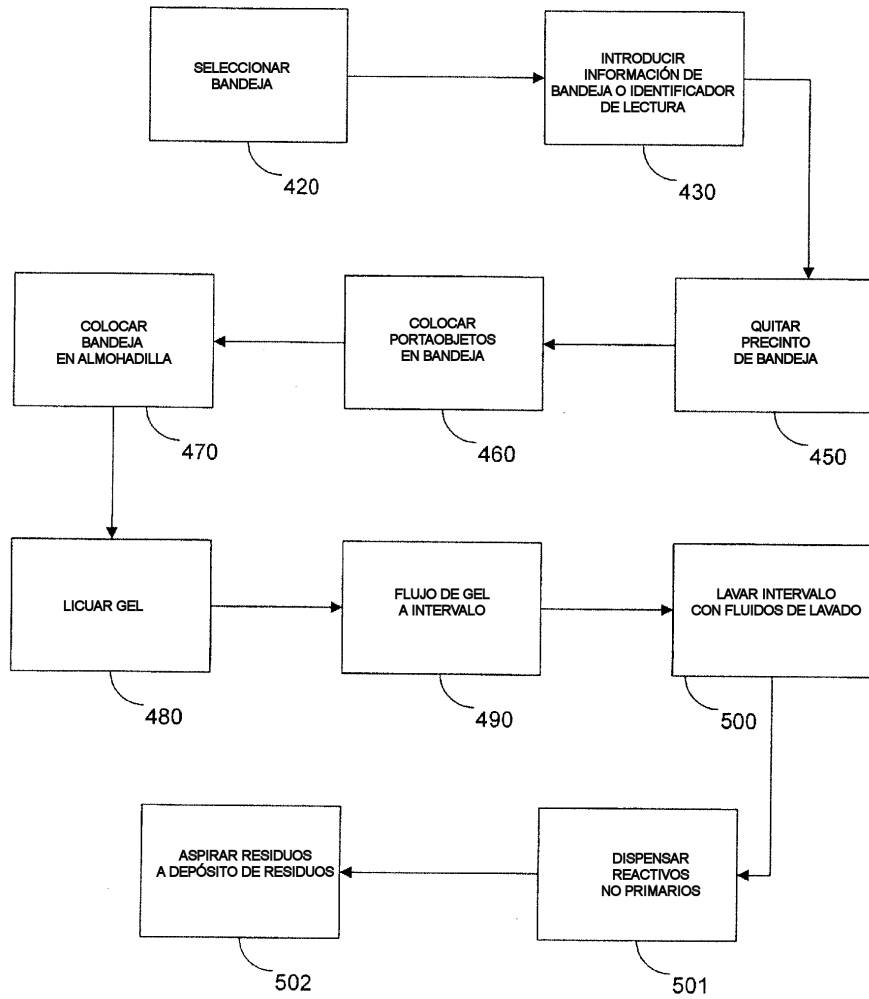 SELECCIONAR
BANDEJA
420
INTRODUCIR
INFORMACIÓN DE
BANDEJA O IDENTIFICADOR
DE LECTURA
430
QUITAR
PRECINTO
DE BANDEJA
450
COLOCAR
PORTAOBJETOS
EN BANDEJA
460
COLOCAR
BANDEJA
EN ALMOHADILLA
470
LICUAR GEL
480
FLUJO DE GEL
A INTERVALO
490
LAVAR INTERVALO
CON FLUIDOS DE LAVADO
500
DISPENSAR
REACTIVOS
NO PRIMARIOS
501
ASPIRAR RESIDUOS
A DEPÓSITO DE RESIDUOS
502